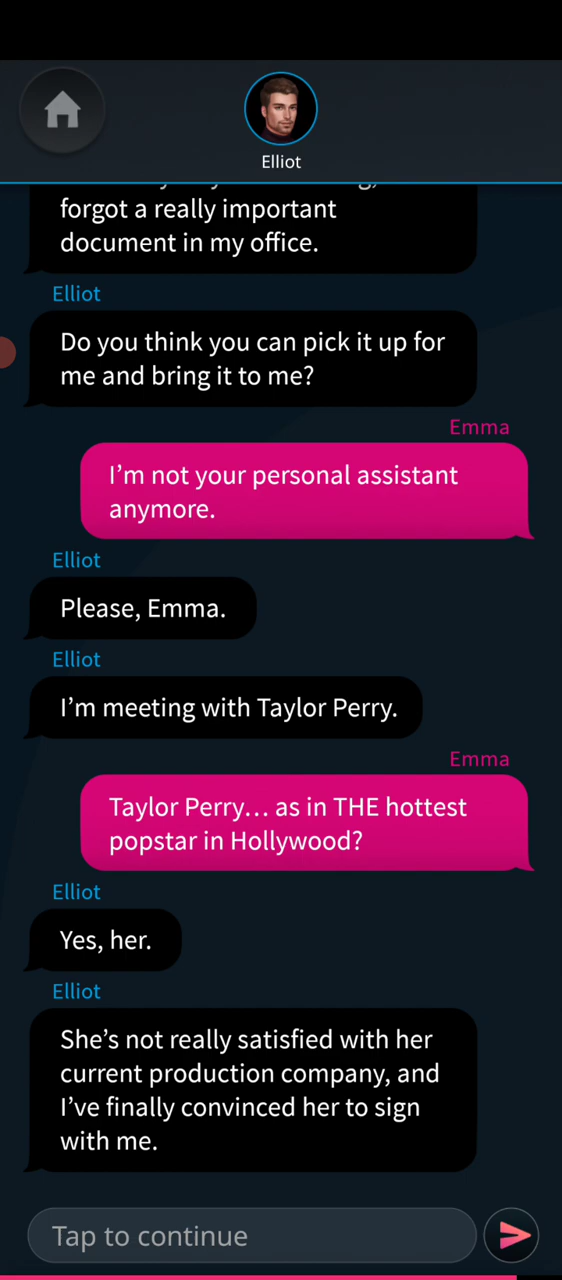 Elliot
forgot a really important
document in my office.
Elliot
Do you think you can pick it up for
me and bring it to me?
Emma
I’m not your personal assistant
anymore.
Elliot
Please, Emma.
Elliot
I’m meeting with Taylor Perry.
Emma
Taylor Perry… as in THE hottest
popstar in Hollywood?
Elliot
Yes, her.
Elliot
She’s not really satisfied with her
current production company, and
I’ve finally convinced her to sign
with me.
Tap to continue